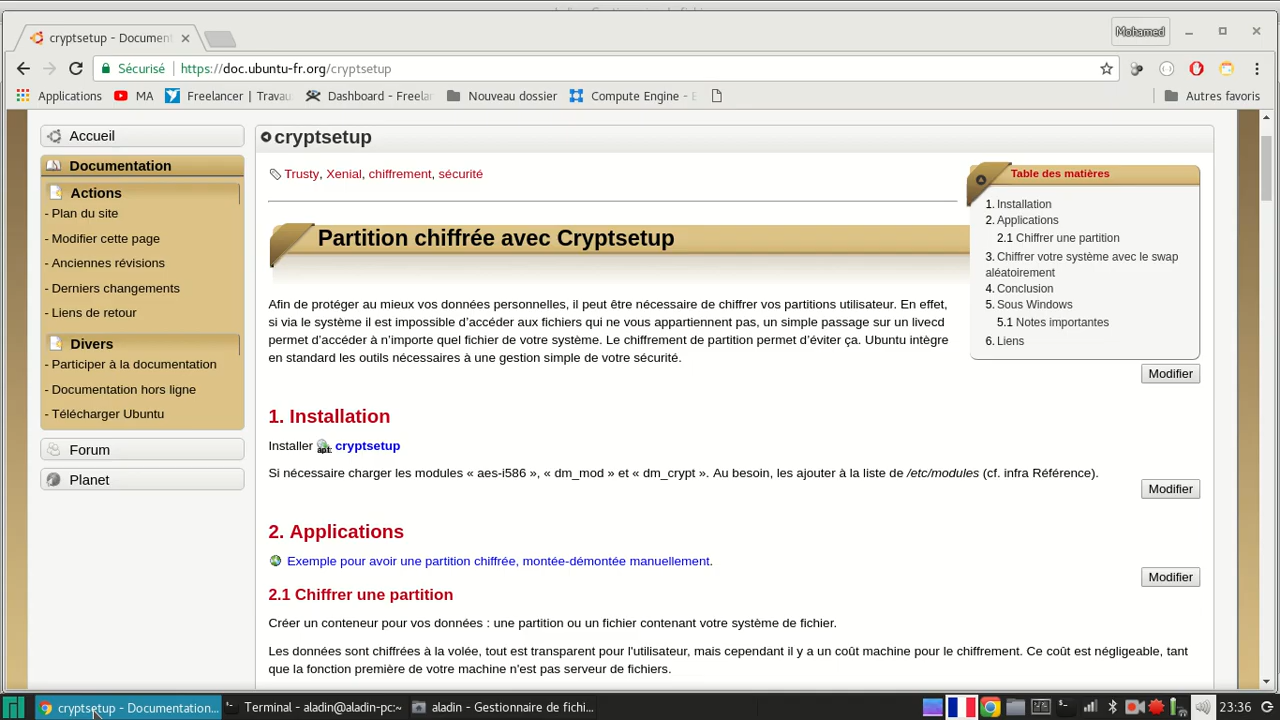 cryptsetup - Document
Mohamed
Sécurisé
https://doc.ubuntu-fr.org/cryptsetup
Applications
MA
Freelancer | Travau
Dashboard - Freelan
Nouveau dossier
Compute Engine - E
Autres favoris
Accueil
Documentation
Actions
- Plan du site
- Modifier cette page
- Anciennes révisions
- Derniers changements
- Liens de retour
Divers
- Participer à la documentation
- Documentation hors ligne
- Télécharger Ubuntu
Forum
Planet
cryptsetup
Trusty, Xenial, chiffrement, sécurité
Table des matières
1. Installation
2. Applications
2.1 Chiffrer une partition
3. Chiffrer votre système avec le swap
aléatoirement
4. Conclusion
5. Sous Windows
5.1 Notes importantes
6. Liens
Partition chiffrée avec Cryptsetup
Afin de protéger au mieux vos données personnelles, il peut être nécessaire de chiffrer vos partitions utilisateur. En effet,
si via le système il est impossible d'accéder aux fichiers qui ne vous appartiennent pas, un simple passage sur un livecd
permet d'accéder à n'importe quel fichier de votre système. Le chiffrement de partition permet d'éviter ça. Ubuntu intègre
en standard les outils nécessaires à une gestion simple de votre sécurité.
Modifier
1. Installation
Installer apt: cryptsetup
Si nécessaire charger les modules « aes-i586 », « dm_mod » et « dm_crypt ». Au besoin, les ajouter à la liste de /etc/modules (cf. infra Référence).
Modifier
2. Applications
Exemple pour avoir une partition chiffrée, montée-démontée manuellement.
Modifier
2.1 Chiffrer une partition
Créer un conteneur pour vos données : une partition ou un fichier contenant votre système de fichier.
Les données sont chiffrées à la volée, tout est transparent pour l'utilisateur, mais cependant il y a un coût machine pour le chiffrement. Ce coût est négligeable, tant
que la fonction première de votre machine n'est pas serveur de fichiers.
cryptsetup - Documentation...
Terminal - aladin@aladin-pc:~
aladin - Gestionnaire de fichi...
23:36